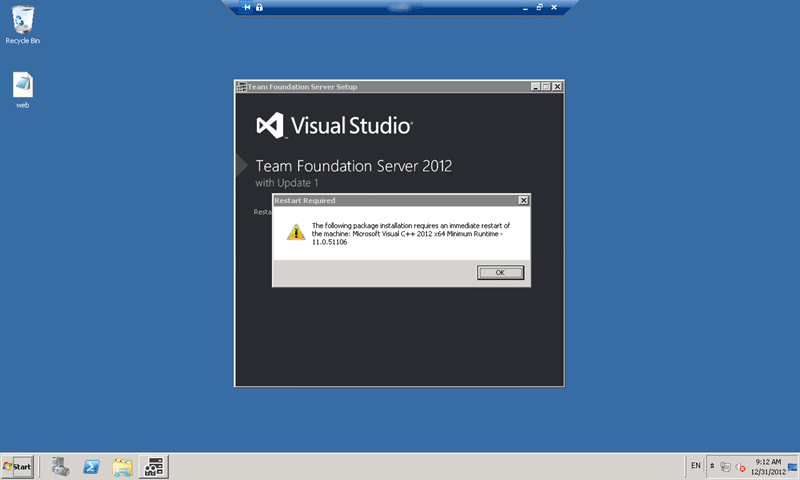 Recycle Bin
web
Team Foundation Server Setup
Visual Studio
Team Foundation Server 2012
with Update 1
Resta
Restart Required
The following package installation requires an immediate restart of
the machine: Microsoft Visual C++ 2012 x64 Minimum Runtime -
11.0.51106
OK
Start
EN
9:12 AM
12/31/2012